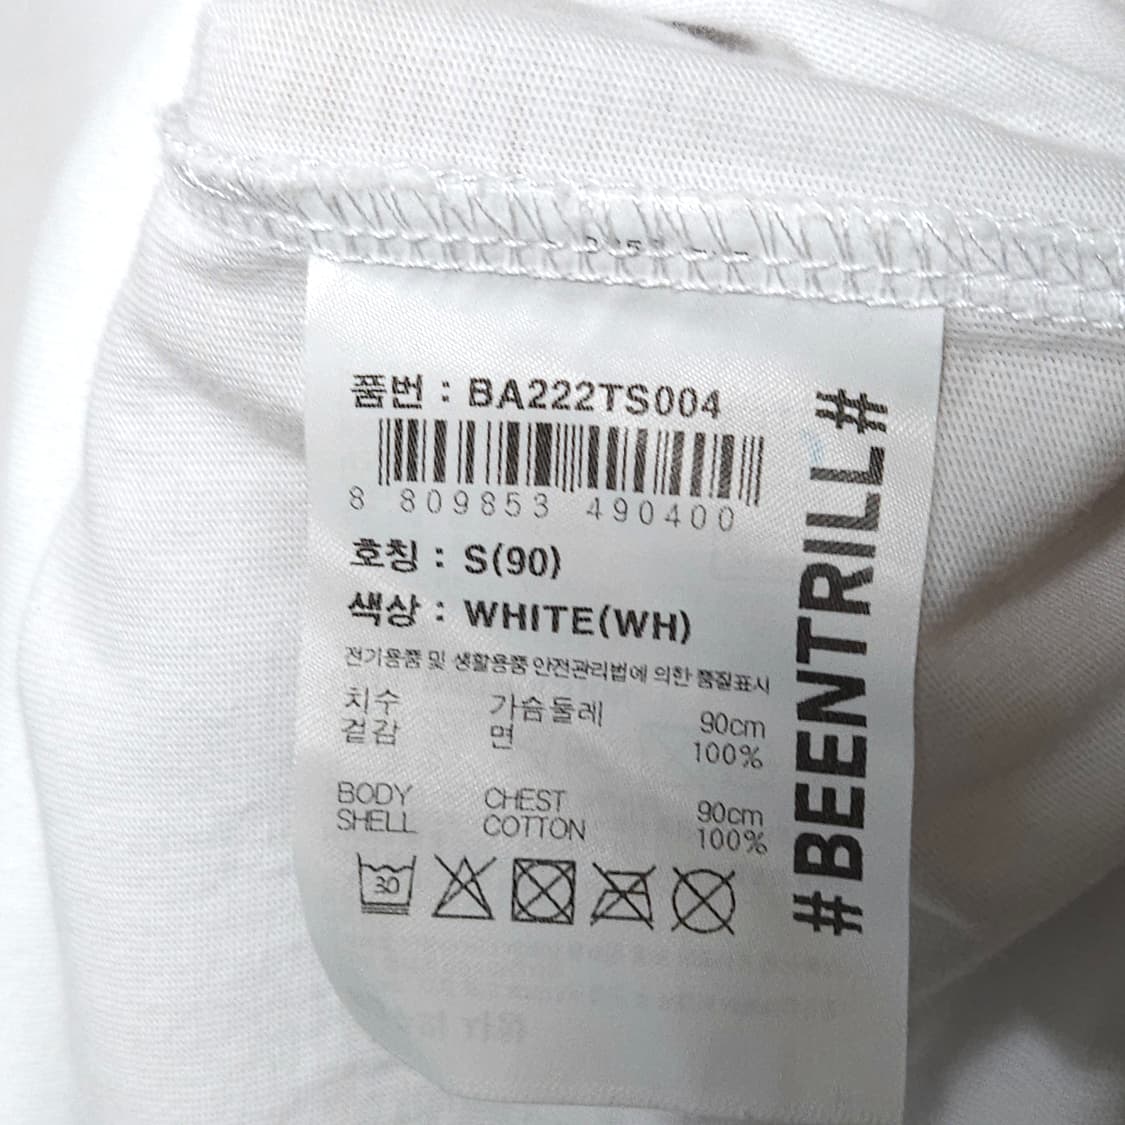 품번 : BA222TS004
8 809853 490400
호칭 : S(90)
색상 : WHITE(WH)
전기용품 및 생활용품 안전관리법에 의한 품질표시
치수 가슴둘레 90cm
겉감 면 100%
BODY CHEST 90cm
SHELL COTTON 100%
30
#BEENTRILL#